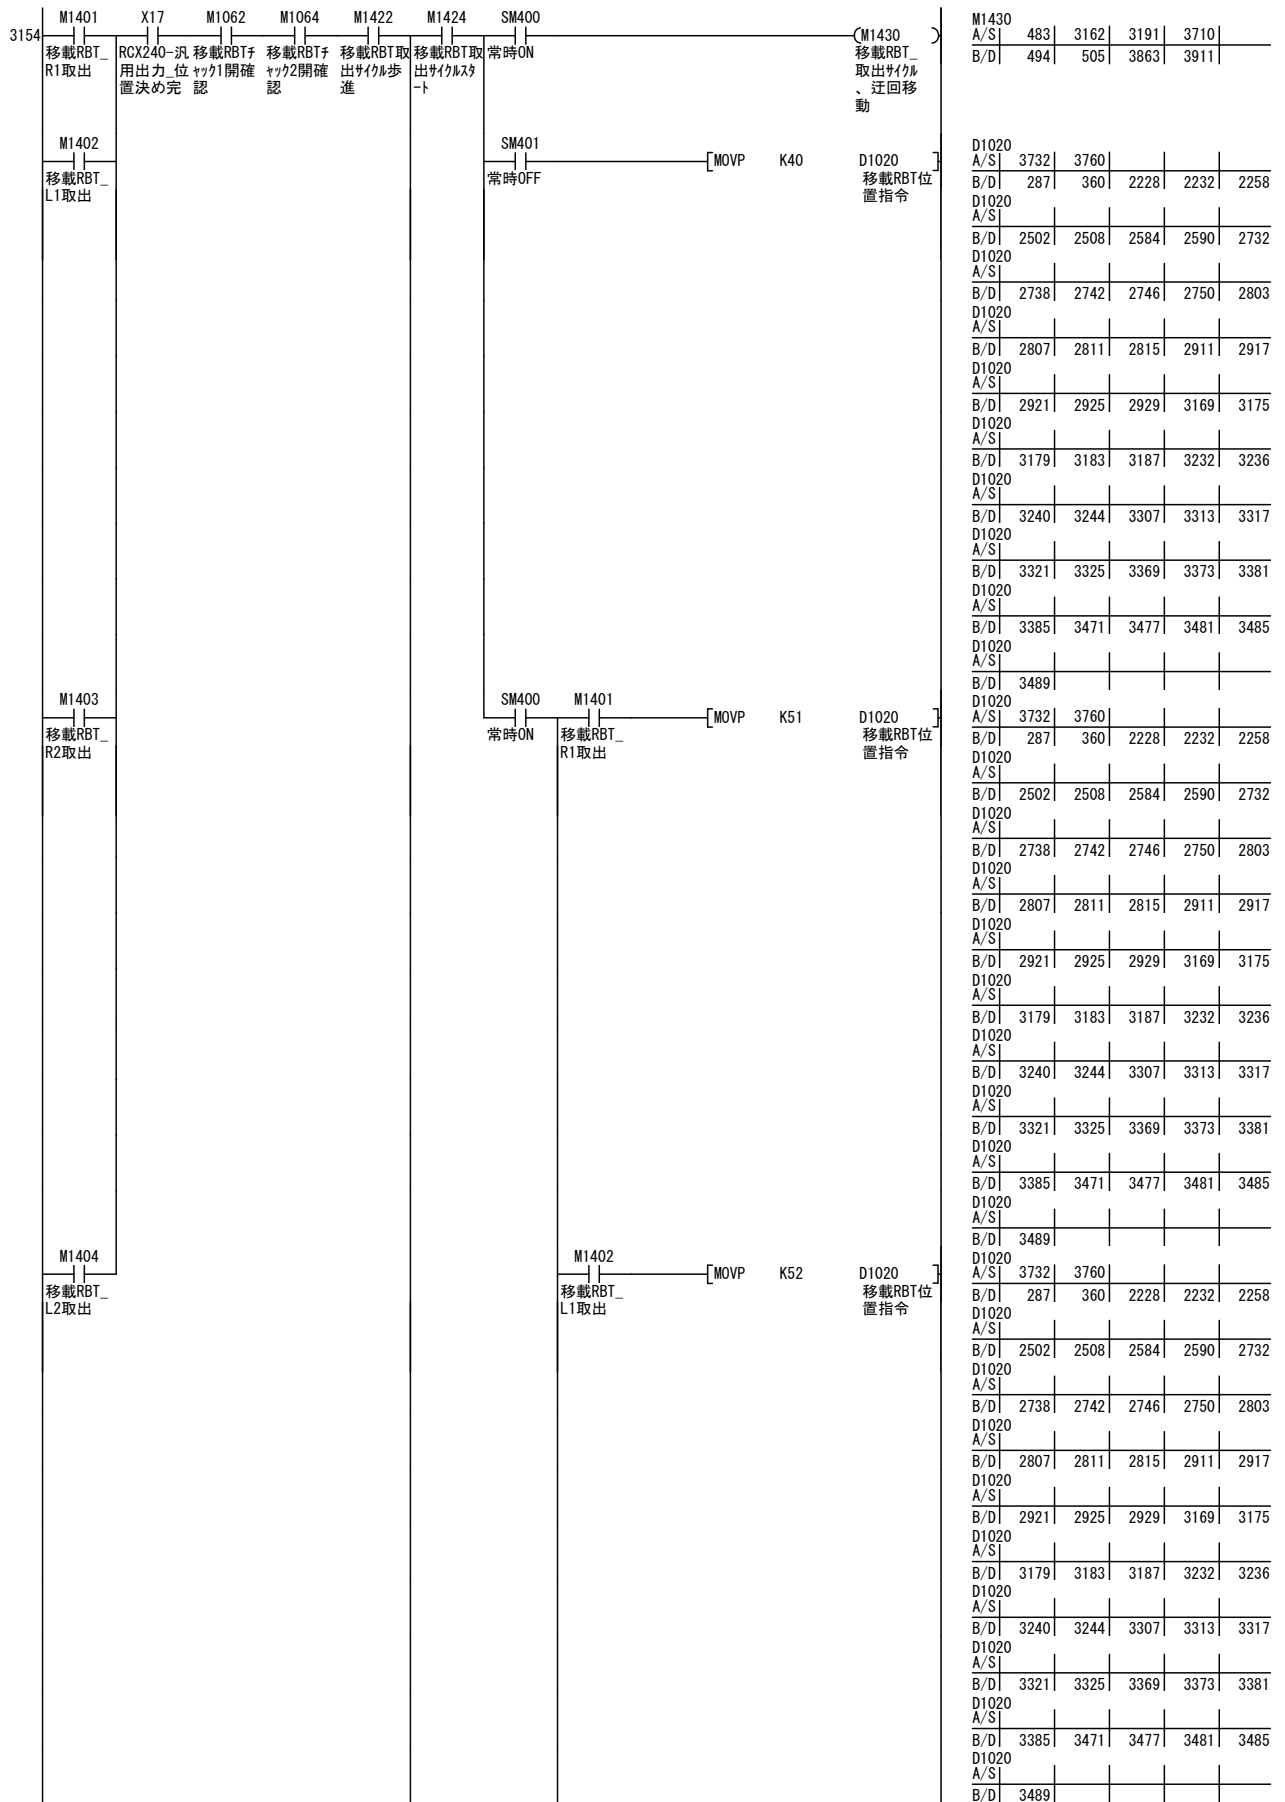 M1401 X17 M1062 M1064 M1422 M1424 SM400
3154 (M1430 )
移載RBT_ RCX240-汎 移載RBTチ 移載RBTチ 移載RBT取 移載RBT取 常時ON 移載RBT_
R1取出 用出力_位 ャック1開確 ャック2開確 出サイクル歩 出サイクルスタ 取出サイクル
置決め完 認 認 進 ート 、迂回移
動
M1430
A/S 483 3162 3191 3710
B/D 494 505 3863 3911
M1402 SM401
[MOVP K40 D1020 ]
移載RBT_ 常時OFF 移載RBT位
L1取出 置指令
D1020
A/S 3732 3760
B/D 287 360 2228 2232 2258
D1020
A/S
B/D 2502 2508 2584 2590 2732
D1020
A/S
B/D 2738 2742 2746 2750 2803
D1020
A/S
B/D 2807 2811 2815 2911 2917
D1020
A/S
B/D 2921 2925 2929 3169 3175
D1020
A/S
B/D 3179 3183 3187 3232 3236
D1020
A/S
B/D 3240 3244 3307 3313 3317
D1020
A/S
B/D 3321 3325 3369 3373 3381
D1020
A/S
B/D 3385 3471 3477 3481 3485
D1020
A/S
B/D 3489
M1403 SM400 M1401
[MOVP K51 D1020 ]
移載RBT_ 常時ON 移載RBT_ 移載RBT位
R2取出 R1取出 置指令
D1020
A/S 3732 3760
B/D 287 360 2228 2232 2258
D1020
A/S
B/D 2502 2508 2584 2590 2732
D1020
A/S
B/D 2738 2742 2746 2750 2803
D1020
A/S
B/D 2807 2811 2815 2911 2917
D1020
A/S
B/D 2921 2925 2929 3169 3175
D1020
A/S
B/D 3179 3183 3187 3232 3236
D1020
A/S
B/D 3240 3244 3307 3313 3317
D1020
A/S
B/D 3321 3325 3369 3373 3381
D1020
A/S
B/D 3385 3471 3477 3481 3485
D1020
A/S
B/D 3489
M1404 M1402
[MOVP K52 D1020 ]
移載RBT_ 移載RBT_ 移載RBT位
L2取出 L1取出 置指令
D1020
A/S 3732 3760
B/D 287 360 2228 2232 2258
D1020
A/S
B/D 2502 2508 2584 2590 2732
D1020
A/S
B/D 2738 2742 2746 2750 2803
D1020
A/S
B/D 2807 2811 2815 2911 2917
D1020
A/S
B/D 2921 2925 2929 3169 3175
D1020
A/S
B/D 3179 3183 3187 3232 3236
D1020
A/S
B/D 3240 3244 3307 3313 3317
D1020
A/S
B/D 3321 3325 3369 3373 3381
D1020
A/S
B/D 3385 3471 3477 3481 3485
D1020
A/S
B/D 3489